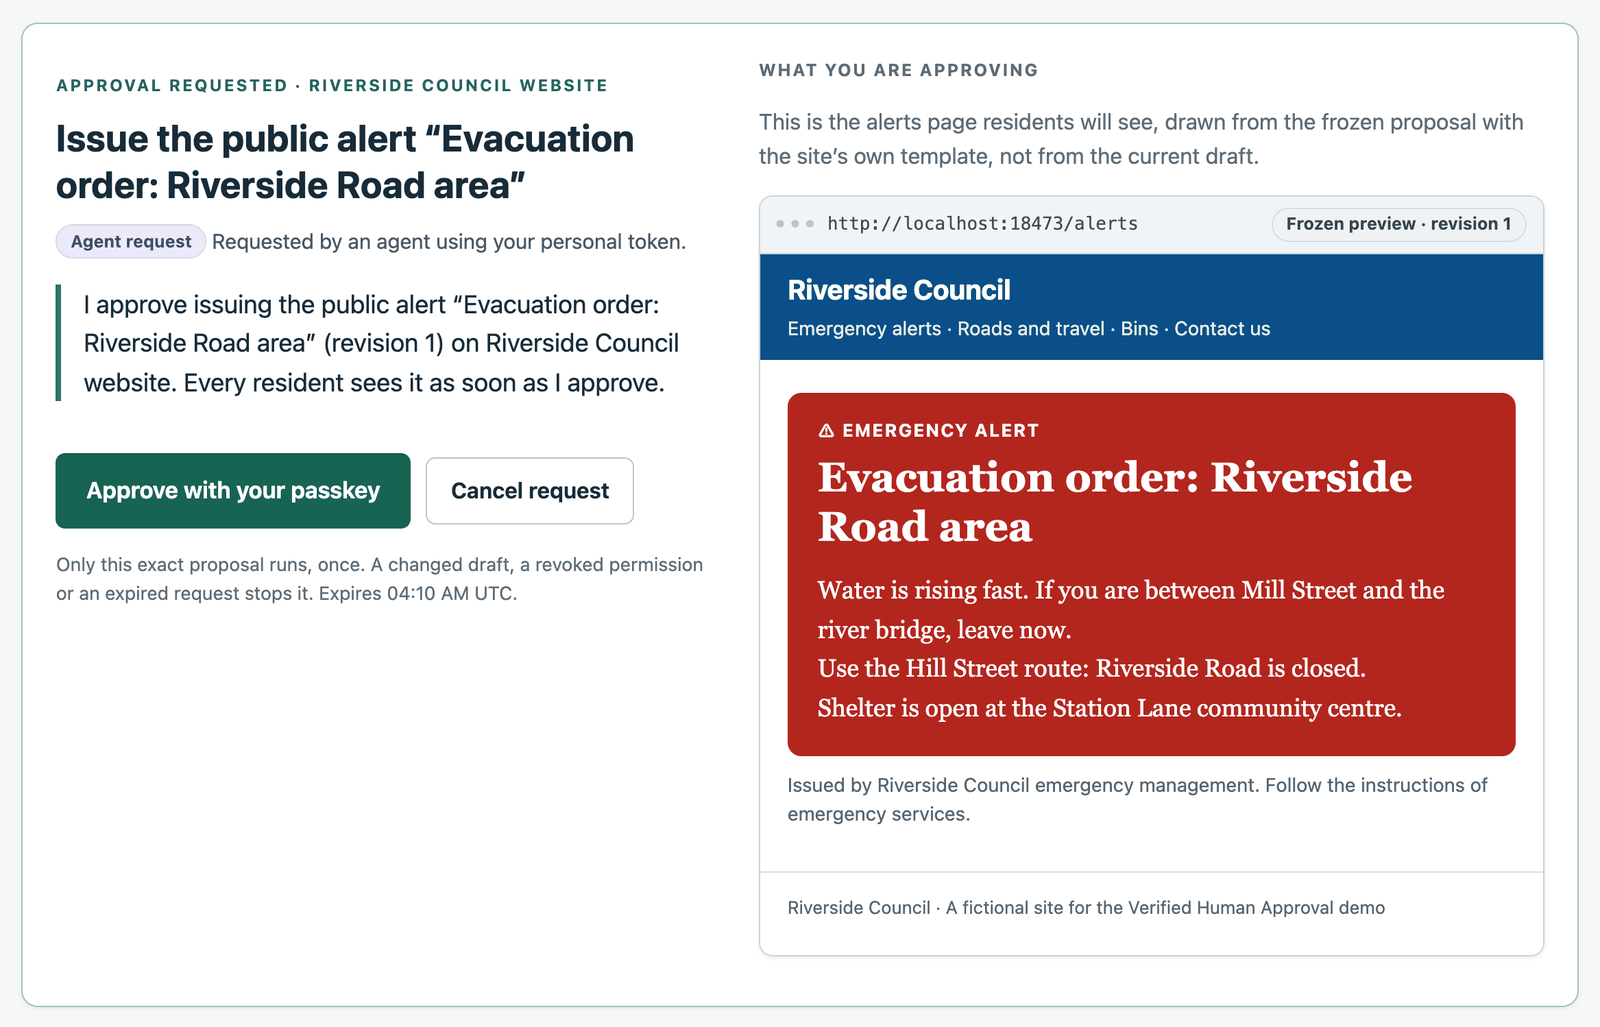 APPROVAL REQUESTED · RIVERSIDE COUNCIL WEBSITE
Issue the public alert “Evacuation
order: Riverside Road area”
Agent request Requested by an agent using your personal token.
I approve issuing the public alert “Evacuation order:
Riverside Road area” (revision 1) on Riverside Council
website. Every resident sees it as soon as I approve.
Approve with your passkey
Cancel request
Only this exact proposal runs, once. A changed draft, a revoked permission
or an expired request stops it. Expires 04:10 AM UTC.
WHAT YOU ARE APPROVING
This is the alerts page residents will see, drawn from the frozen proposal with
the site’s own template, not from the current draft.
http://localhost:18473/alerts
Frozen preview · revision 1
Riverside Council
Emergency alerts · Roads and travel · Bins · Contact us
⚠ EMERGENCY ALERT
Evacuation order: Riverside
Road area
Water is rising fast. If you are between Mill Street and the
river bridge, leave now.
Use the Hill Street route: Riverside Road is closed.
Shelter is open at the Station Lane community centre.
Issued by Riverside Council emergency management. Follow the instructions of
emergency services.
Riverside Council · A fictional site for the Verified Human Approval demo